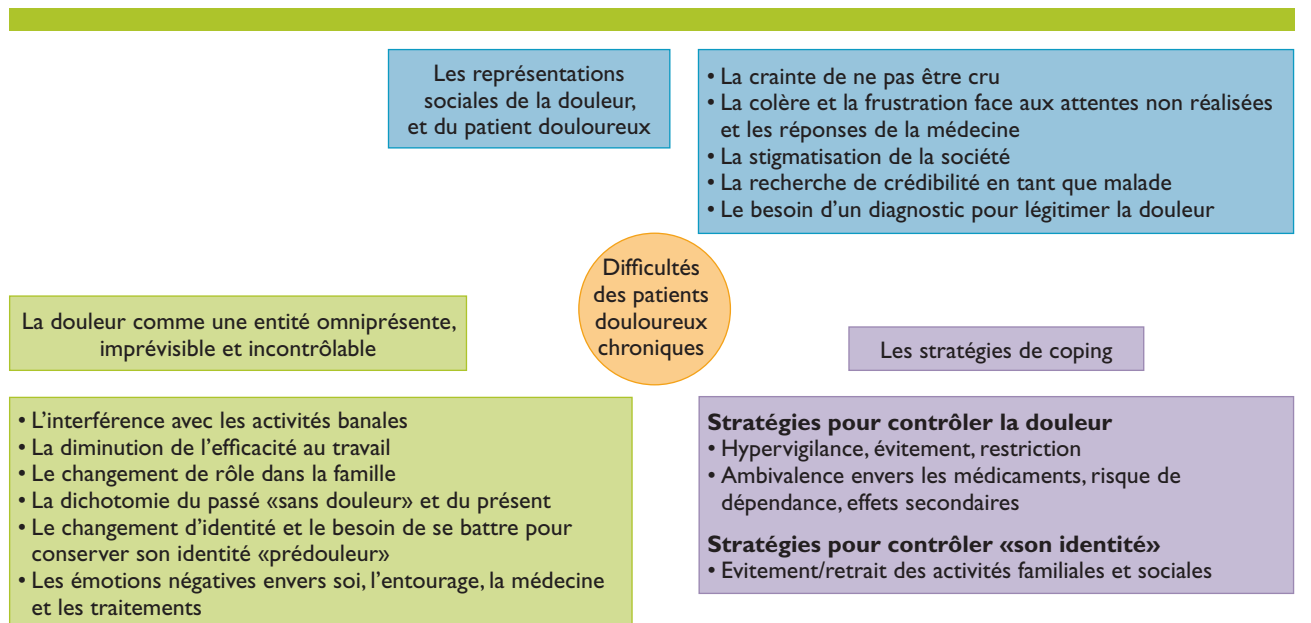 Les représentations
sociales de la douleur,
et du patient douloureux
• La crainte de ne pas être cru
• La colère et la frustration face aux attentes non réalisées
et les réponses de la médecine
• La stigmatisation de la société
• La recherche de crédibilité en tant que malade
• Le besoin d’un diagnostic pour légitimer la douleur
Difficultés
des patients
douloureux
chroniques
La douleur comme une entité omniprésente,
imprévisible et incontrôlable
Les stratégies de coping
• L’interférence avec les activités banales
• La diminution de l’efficacité au travail
• Le changement de rôle dans la famille
• La dichotomie du passé «sans douleur» et du présent
• Le changement d’identité et le besoin de se battre pour
conserver son identité «prédouleur»
• Les émotions négatives envers soi, l’entourage, la médecine
et les traitements
Stratégies pour contrôler la douleur
• Hypervigilance, évitement, restriction
• Ambivalence envers les médicaments, risque de
dépendance, effets secondaires
Stratégies pour contrôler «son identité»
• Evitement/retrait des activités familiales et sociales